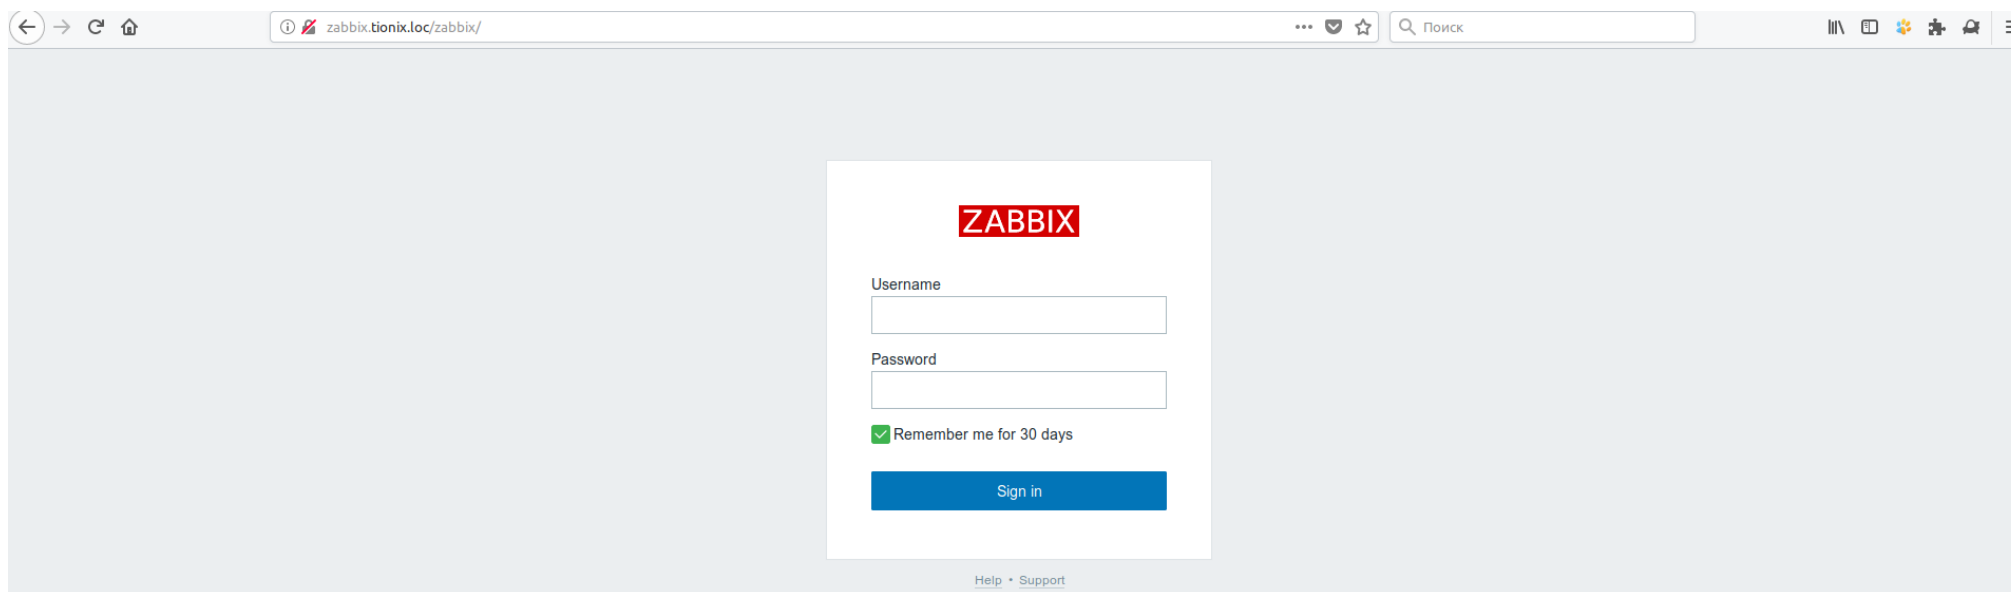 zabbix.tionix.loc/zabbix/
Поиск
ZABBIX
Username
Password
Remember me for 30 days
Sign in
Help • Support